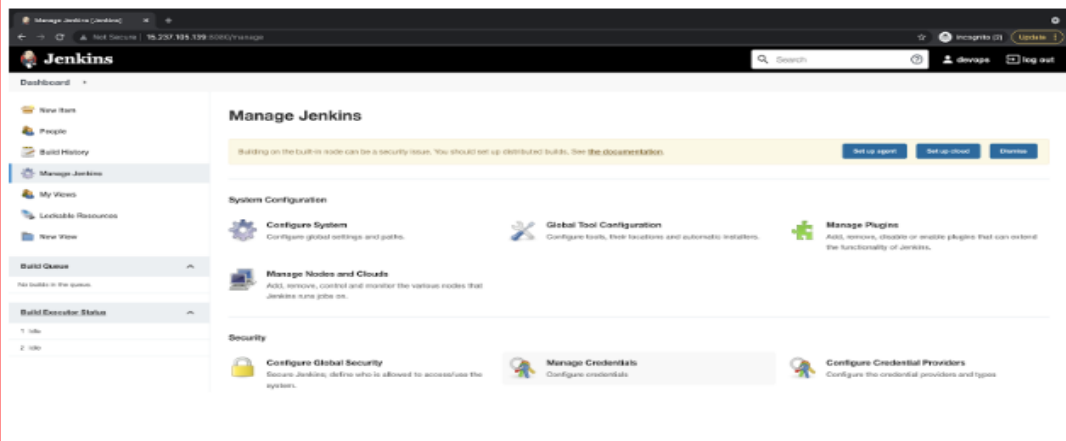 Manage Jenkins [Jenkins]
Not Secure | 15.237.105.139:8080/manage
Incognito (2)
Update
Jenkins
Search
devops
log out
Dashboard
New Item
People
Build History
Manage Jenkins
My Views
Lockable Resources
New View
Build Queue
No builds in the queue.
Build Executor Status
1 Idle
2 Idle
Manage Jenkins
Building on the built-in node can be a security issue. You should set up distributed builds. See the documentation.
Set up agent
Set up cloud
Dismiss
System Configuration
Configure System
Configure global settings and paths.
Global Tool Configuration
Configure tools, their locations and automatic installers.
Manage Plugins
Add, remove, disable or enable plugins that can extend
the functionality of Jenkins.
Manage Nodes and Clouds
Add, remove, control and monitor the various nodes that
Jenkins runs jobs on.
Security
Configure Global Security
Secure Jenkins; define who is allowed to access/use the
system.
Manage Credentials
Configure credentials
Configure Credential Providers
Configure the credential providers and types